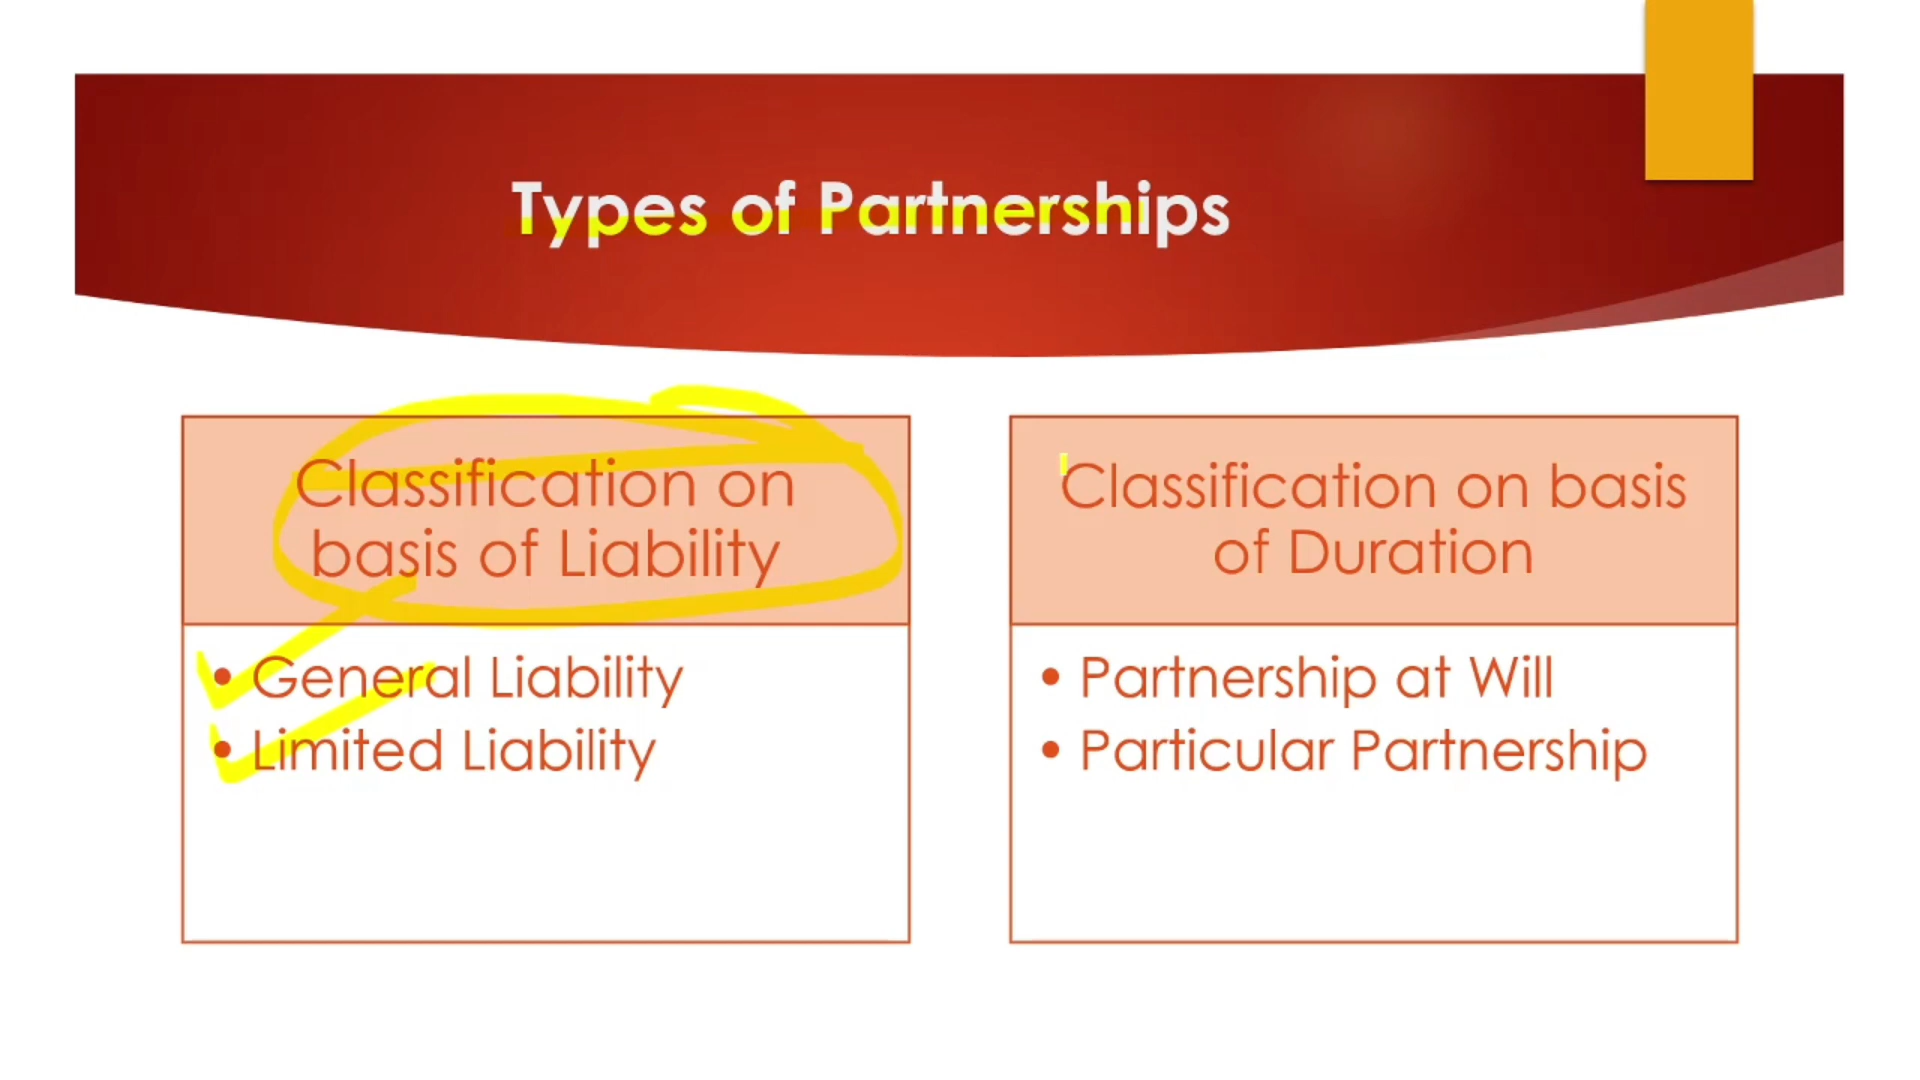 Types of Partnerships
Classification on
basis of Liability
• General Liability
• Limited Liability
Classification on basis
of Duration
• Partnership at Will
• Particular Partnership